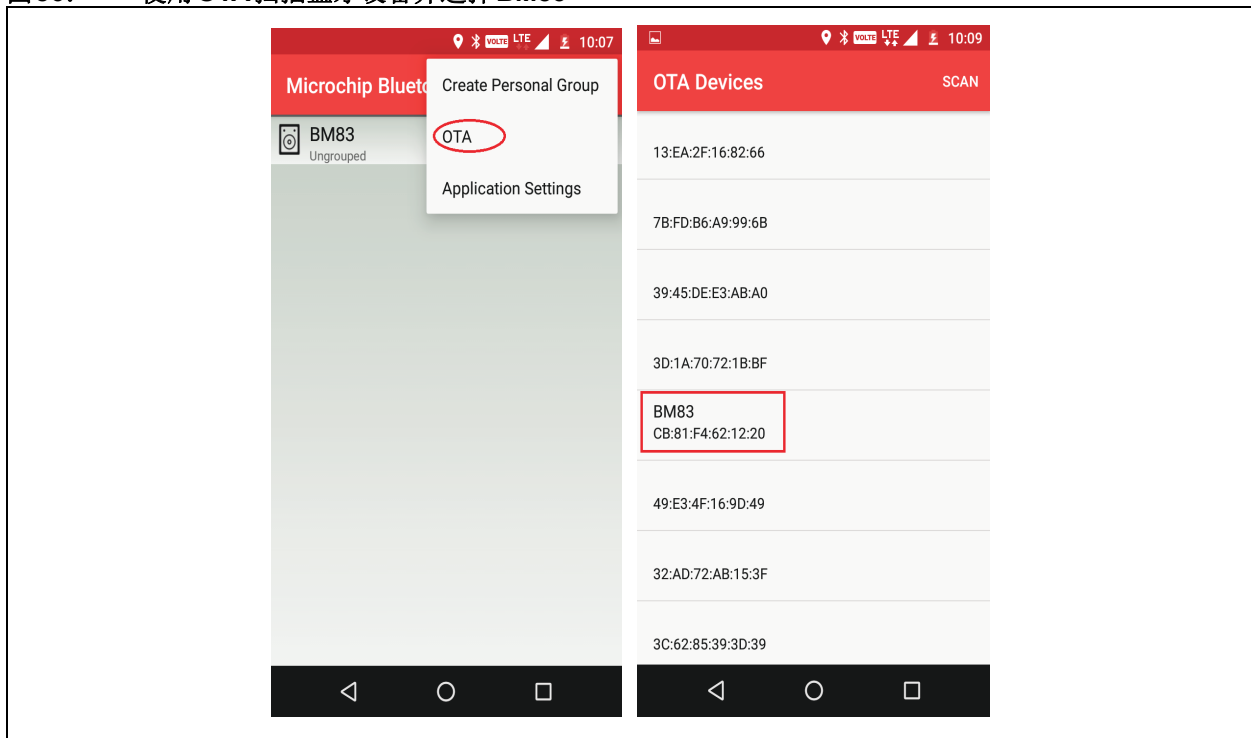 10:07
Microchip Blueto
Create Personal Group
BM83
Ungrouped
OTA
Application Settings
VOLTE LTE 10:09
OTA Devices SCAN
13:EA:2F:16:82:66
7B:FD:B6:A9:99:6B
39:45:DE:E3:AB:A0
3D:1A:70:72:1B:BF
BM83
CB:81:F4:62:12:20
49:E3:4F:16:9D:49
32:AD:72:AB:15:3F
3C:62:85:39:3D:39